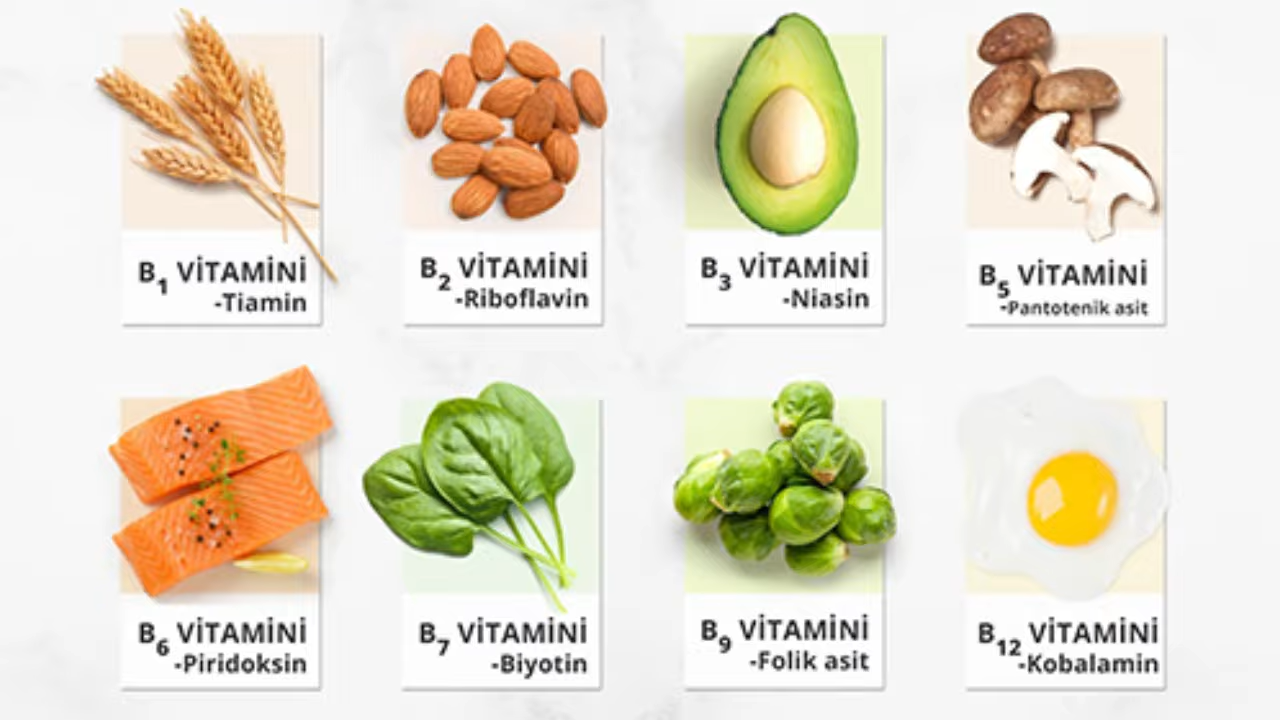 B₁ VİTAMİNİ
-Tiamin
B₂ VİTAMİNİ
-Riboflavin
B₃ VİTAMİNİ
-Niasin
B₅ VİTAMİNİ
-Pantotenik asit
B₆ VİTAMİNİ
-Piridoksin
B₇ VİTAMİNİ
-Biyotin
B₉ VİTAMİNİ
-Folik asit
B₁₂ VİTAMİNİ
-Kobalamin